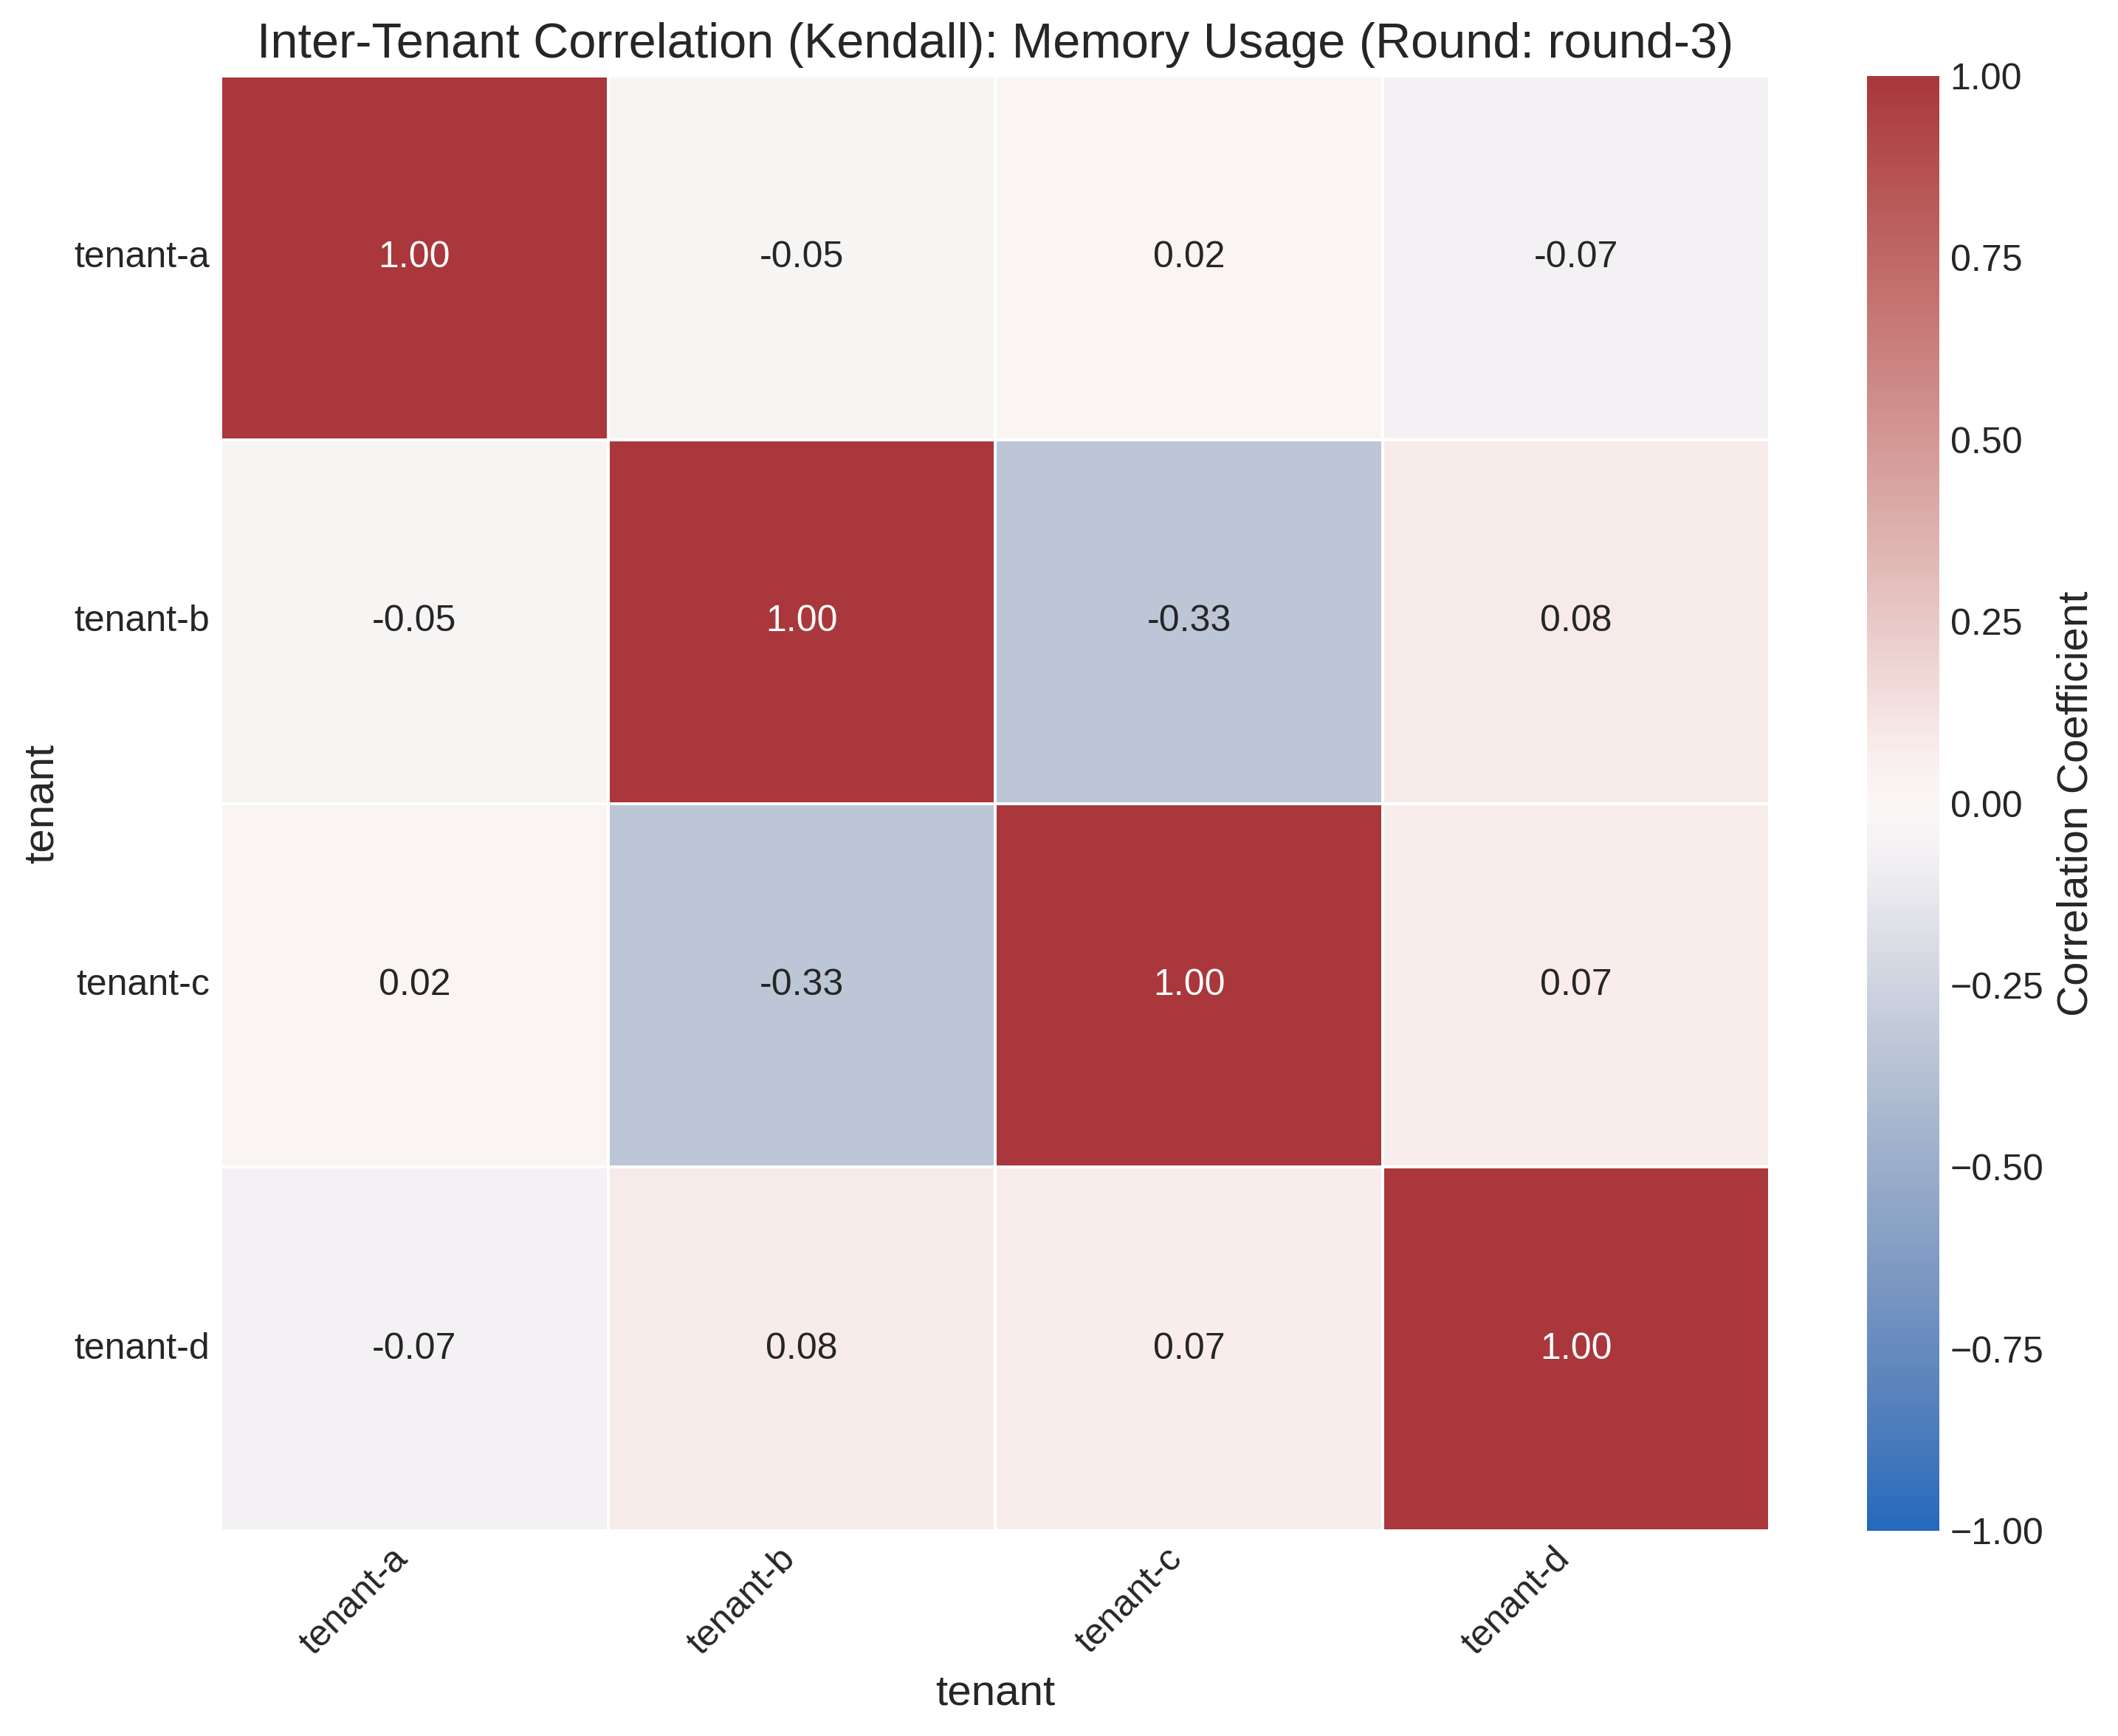 Inter-Tenant Correlation (Kendall): Memory Usage (Round: round-3)
tenant
tenant-a
1.00
-0.05
0.02
-0.07
tenant-b
-0.05
1.00
-0.33
0.08
tenant-c
0.02
-0.33
1.00
0.07
tenant-d
-0.07
0.08
0.07
1.00
tenant-a
tenant-b
tenant-c
tenant-d
tenant
1.00
0.75
0.50
0.25
0.00
−0.25
−0.50
−0.75
−1.00
Correlation Coefficient